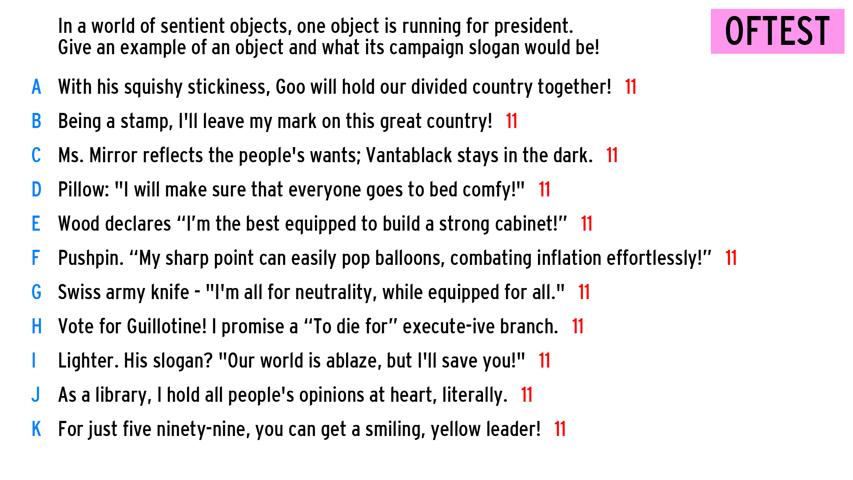 In a world of sentient objects, one object is running for president.
Give an example of an object and what its campaign slogan would be!
OFTEST
A With his squishy stickiness, Goo will hold our divided country together! 11
B Being a stamp, I'll leave my mark on this great country! 11
C Ms. Mirror reflects the people's wants; Vantablack stays in the dark. 11
D Pillow: "I will make sure that everyone goes to bed comfy!" 11
E Wood declares “I’m the best equipped to build a strong cabinet!” 11
F Pushpin. “My sharp point can easily pop balloons, combating inflation effortlessly!” 11
G Swiss army knife - "I'm all for neutrality, while equipped for all." 11
H Vote for Guillotine! I promise a “To die for” execute-ive branch. 11
I Lighter. His slogan? "Our world is ablaze, but I'll save you!" 11
J As a library, I hold all people's opinions at heart, literally. 11
K For just five ninety-nine, you can get a smiling, yellow leader! 11